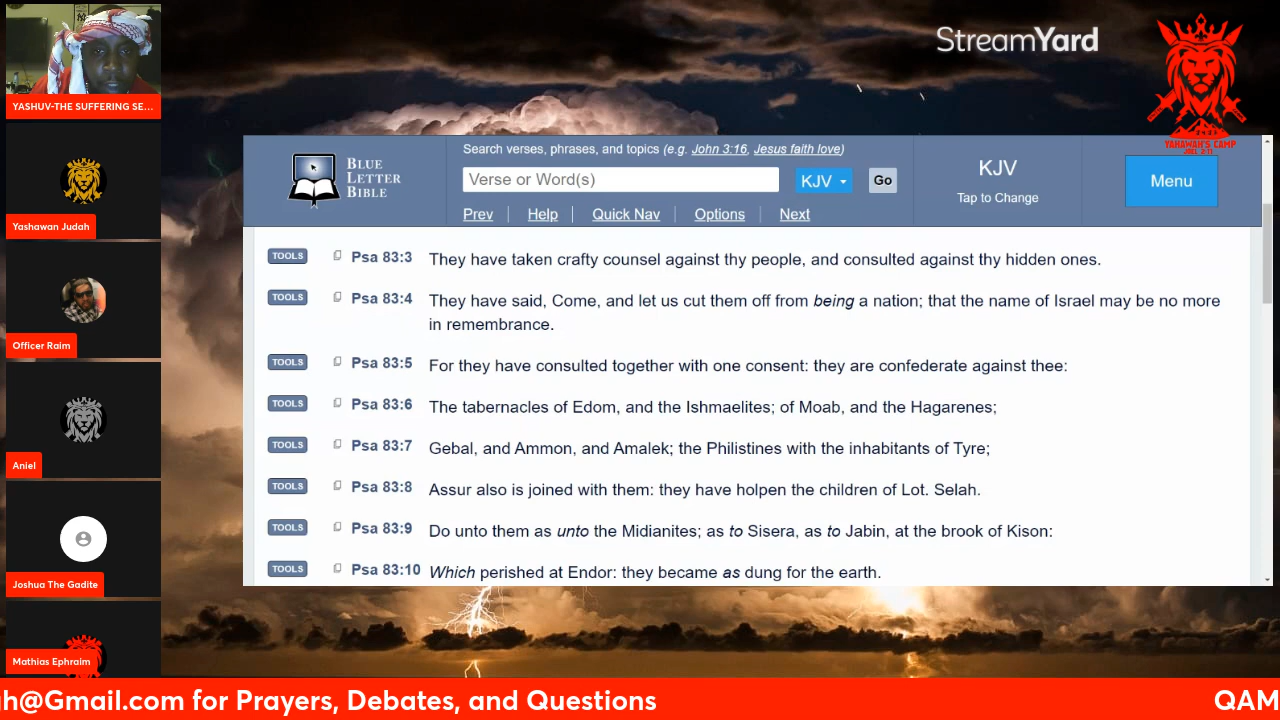 StreamYard
YAHAWAH'S CAMP
JOEL 2:11
YASHUV-THE SUFFERING SE...
Yashawan Judah
Officer Raim
Aniel
Joshua The Gadite
Mathias Ephraim
BLUE
LETTER
BIBLE
Search verses, phrases, and topics (e.g. John 3:16, Jesus faith love)
Verse or Word(s)
KJV
Go
Prev
Help
Quick Nav
Options
Next
KJV
Tap to Change
Menu
TOOLS Psa 83:3 They have taken crafty counsel against thy people, and consulted against thy hidden ones.
TOOLS Psa 83:4 They have said, Come, and let us cut them off from being a nation; that the name of Israel may be no more
in remembrance.
TOOLS Psa 83:5 For they have consulted together with one consent: they are confederate against thee:
TOOLS Psa 83:6 The tabernacles of Edom, and the Ishmaelites; of Moab, and the Hagarenes;
TOOLS Psa 83:7 Gebal, and Ammon, and Amalek; the Philistines with the inhabitants of Tyre;
TOOLS Psa 83:8 Assur also is joined with them: they have holpen the children of Lot. Selah.
TOOLS Psa 83:9 Do unto them as unto the Midianites; as to Sisera, as to Jabin, at the brook of Kison:
TOOLS Psa 83:10 Which perished at Endor: they became as dung for the earth.
gh@Gmail.com for Prayers, Debates, and Questions
QAM